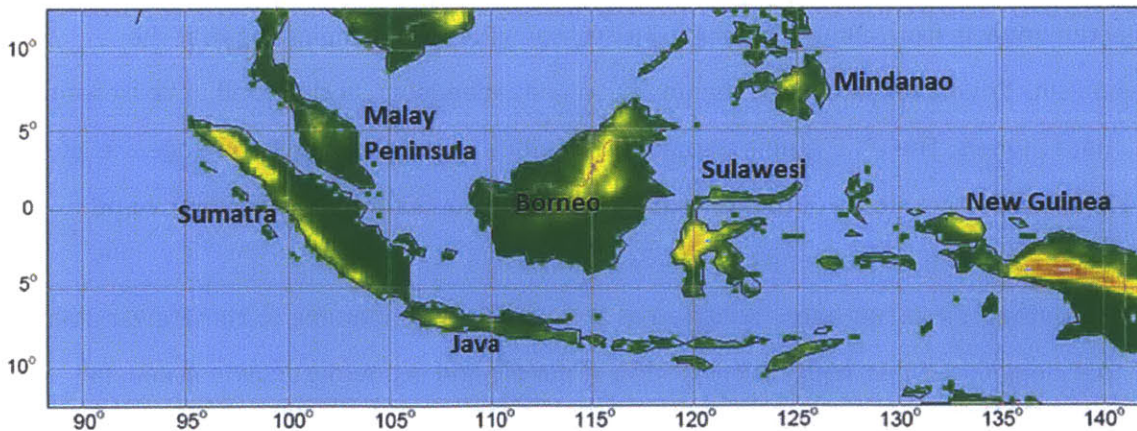 10°
Mindanao
Malay
Peninsula
5°
Sulawesi
Borneo
New Guinea
Sumatra
0
5°
Java
10°
90° 95° 100° 105° 110° 115° 120° 125° 130° 135° 140°